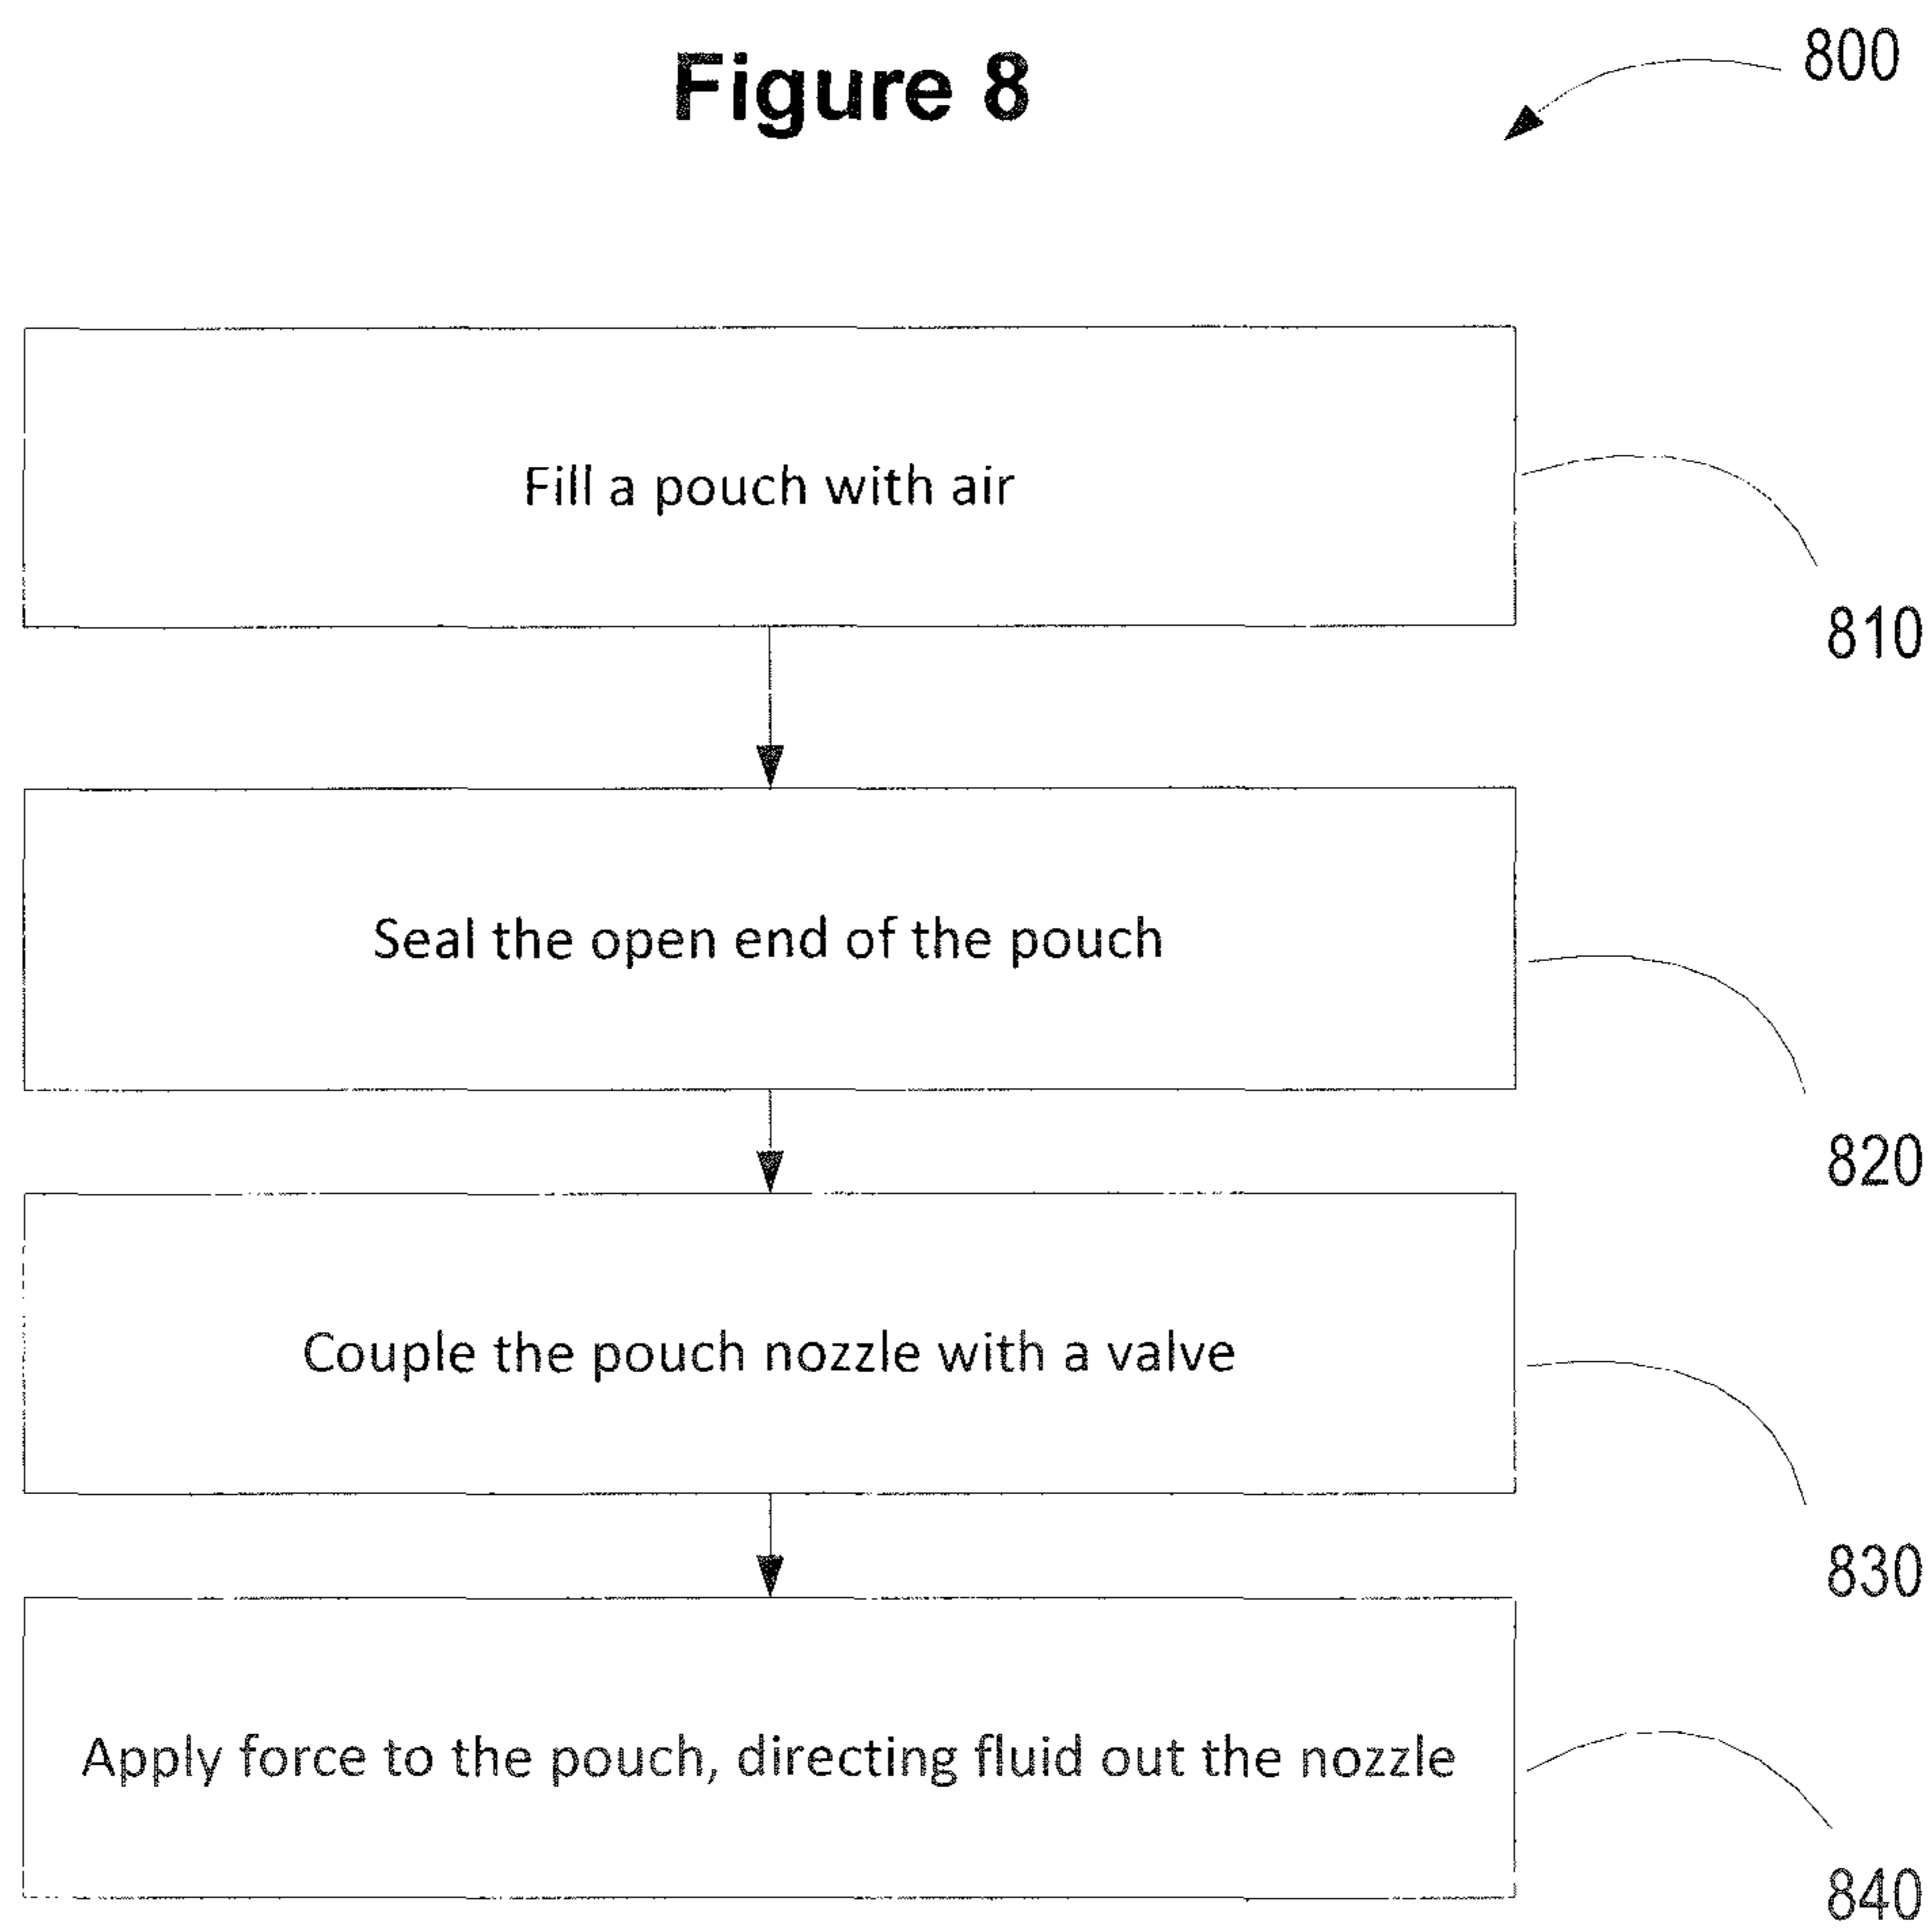 Figure 8
800
Fill a pouch with air
810
Seal the open end of the pouch
820
Couple the pouch nozzle with a valve
830
Apply force to the pouch, directing fluid out the nozzle
840